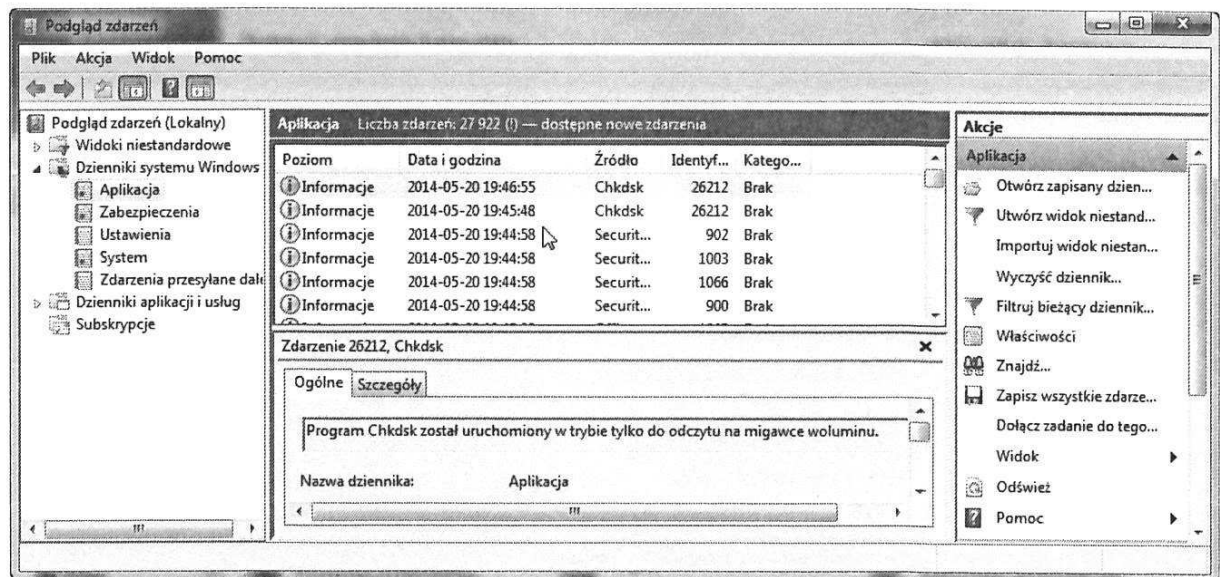 Podgląd zdarzeń
Plik Akcja Widok Pomoc
Podgląd zdarzeń (Lokalny)
Widoki niestandardowe
Dzienniki systemu Windows
Aplikacja
Zabezpieczenia
Ustawienia
System
Zdarzenia przesyłane dale
Dzienniki aplikacji i usług
Subskrypcje
Aplikacja Liczba zdarzeń: 27 922 (!) — dostępne nowe zdarzenia
Poziom Data i godzina Źródło Identyf... Katego...
Informacje 2014-05-20 19:46:55 Chkdsk 26212 Brak
Informacje 2014-05-20 19:45:48 Chkdsk 26212 Brak
Informacje 2014-05-20 19:44:58 Securit... 902 Brak
Informacje 2014-05-20 19:44:58 Securit... 1003 Brak
Informacje 2014-05-20 19:44:58 Securit... 1066 Brak
Informacje 2014-05-20 19:44:58 Securit... 900 Brak
Zdarzenie 26212, Chkdsk
Ogólne Szczegóły
Program Chkdsk został uruchomiony w trybie tylko do odczytu na migawce woluminu.
Nazwa dziennika: Aplikacja
Akcje
Aplikacja
Otwórz zapisany dzien...
Utwórz widok niestand...
Importuj widok niestan...
Wyczyść dziennik...
Filtruj bieżący dziennik...
Właściwości
Znajdź...
Zapisz wszystkie zdarze...
Dołącz zadanie do tego...
Widok
Odśwież
Pomoc